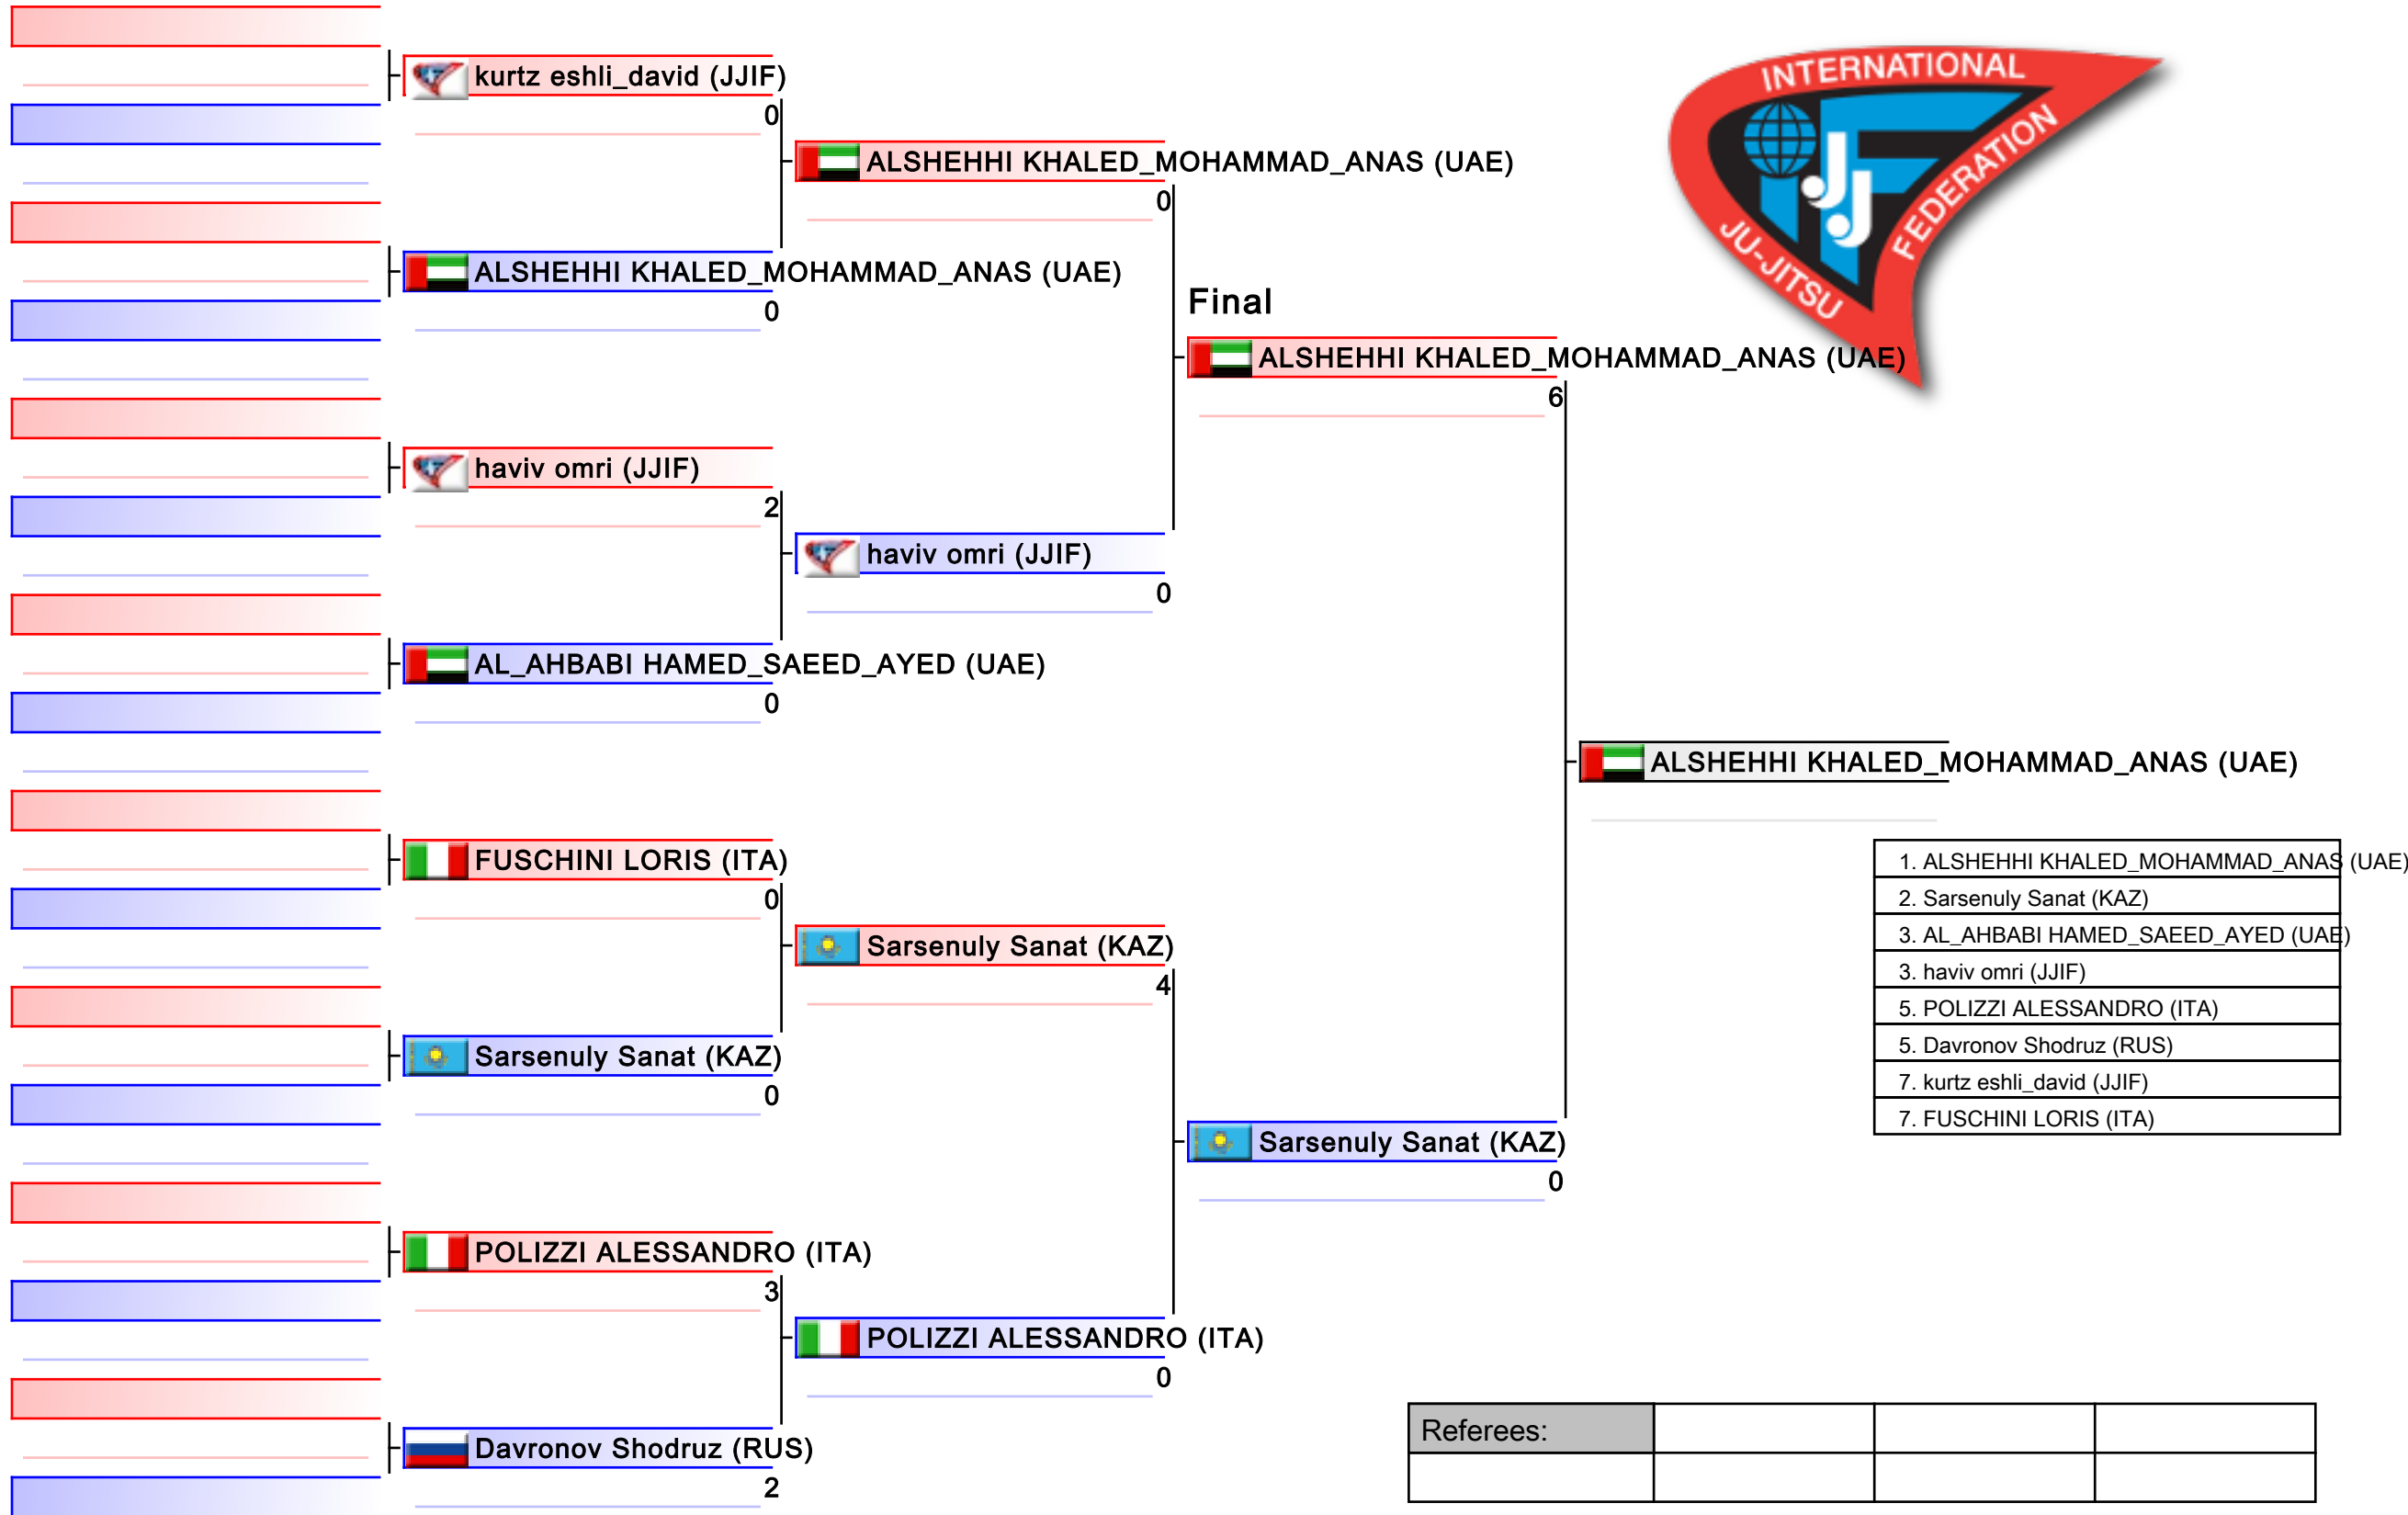 INTERNATIONAL
JU-JITSU
FEDERATION
JJ
kurtz eshli_david (JJIF)
0
ALSHEHHI KHALED_MOHAMMAD_ANAS (UAE)
0
ALSHEHHI KHALED_MOHAMMAD_ANAS (UAE)
0
Final
ALSHEHHI KHALED_MOHAMMAD_ANAS (UAE)
6
haviv omri (JJIF)
2
haviv omri (JJIF)
0
AL_AHBABI HAMED_SAEED_AYED (UAE)
0
ALSHEHHI KHALED_MOHAMMAD_ANAS (UAE)
FUSCHINI LORIS (ITA)
0
Sarsenuly Sanat (KAZ)
4
Sarsenuly Sanat (KAZ)
0
Sarsenuly Sanat (KAZ)
0
POLIZZI ALESSANDRO (ITA)
3
POLIZZI ALESSANDRO (ITA)
0
Davronov Shodruz (RUS)
2
1. ALSHEHHI KHALED_MOHAMMAD_ANAS (UAE)
2. Sarsenuly Sanat (KAZ)
3. AL_AHBABI HAMED_SAEED_AYED (UAE)
3. haviv omri (JJIF)
5. POLIZZI ALESSANDRO (ITA)
5. Davronov Shodruz (RUS)
7. kurtz eshli_david (JJIF)
7. FUSCHINI LORIS (ITA)
Referees: